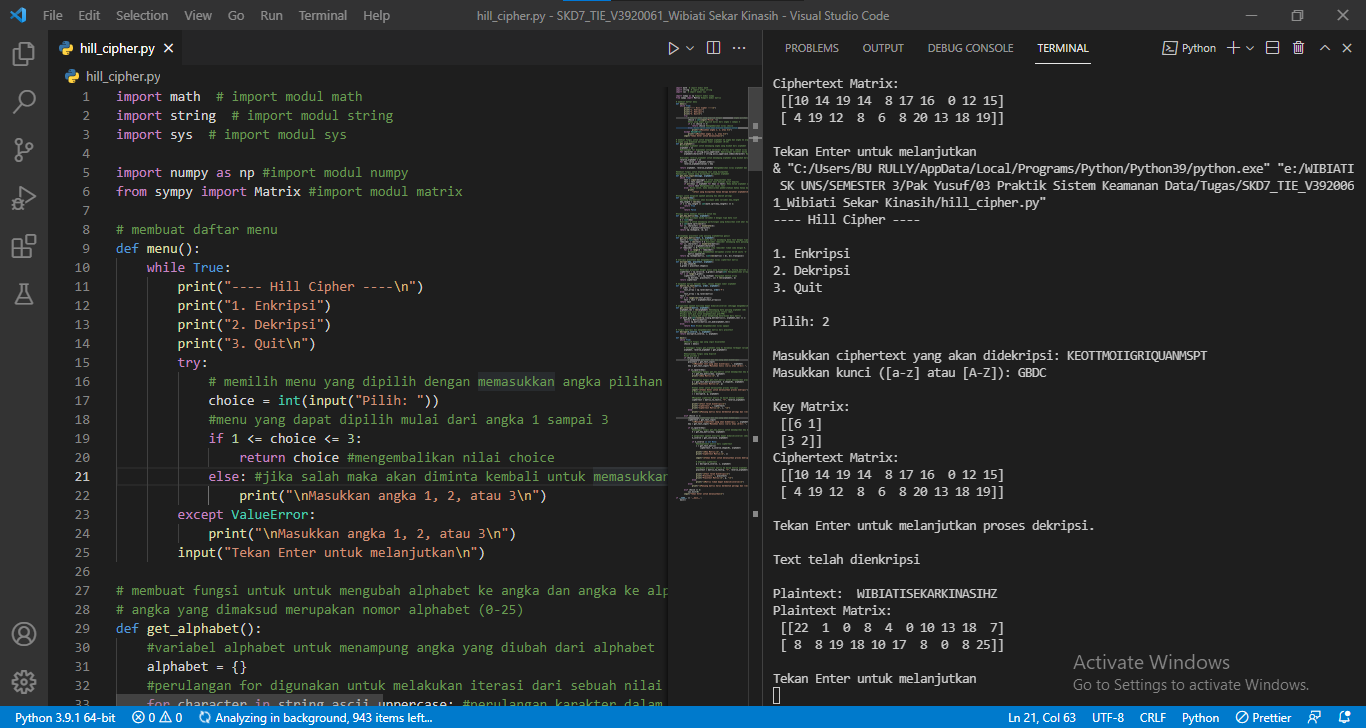 File Edit Selection View Go Run Terminal Help hill_cipher.py - SKD7_TIE_V3920061_Wibiati Sekar Kinasih - Visual Studio Code
hill_cipher.py
hill_cipher.py
1 import math # import modul math
2 import string # import modul string
3 import sys # import modul sys
4
5 import numpy as np #import modul numpy
6 from sympy import Matrix #import modul matrix
7
8 # membuat daftar menu
9 def menu():
10 while True:
11 print("---- Hill Cipher ----\n")
12 print("1. Enkripsi")
13 print("2. Dekripsi")
14 print("3. Quit\n")
15 try:
16 # memilih menu yang dipilih dengan memasukkan angka pilihan
17 choice = int(input("Pilih: "))
18 #menu yang dapat dipilih mulai dari angka 1 sampai 3
19 if 1 <= choice <= 3:
20 return choice #mengembalikan nilai choice
21 else: #jika salah maka akan diminta kembali untuk memasukkan
22 print("\nMasukkan angka 1, 2, atau 3\n")
23 except ValueError:
24 print("\nMasukkan angka 1, 2, atau 3\n")
25 input("Tekan Enter untuk melanjutkan\n")
26
27 # membuat fungsi untuk untuk mengubah alphabet ke angka dan angka ke alp
28 # angka yang dimaksud merupakan nomor alphabet (0-25)
29 def get_alphabet():
30 #variabel alphabet untuk menampung angka yang diubah dari alphabet
31 alphabet = {}
32 #perulangan for digunakan untuk melakukan iterasi dari sebuah nilai
33 for character in string.ascii_uppercase: #perulangan karakter dalam
PROBLEMS OUTPUT DEBUG CONSOLE TERMINAL Python
Ciphertext Matrix:
[[10 14 19 14 8 17 16 0 12 15]
[ 4 19 12 8 6 8 20 13 18 19]]
Tekan Enter untuk melanjutkan
& "C:/Users/BU RULLY/AppData/Local/Programs/Python/Python39/python.exe" "e:/WIBIATI
SK UNS/SEMESTER 3/Pak Yusuf/03 Praktik Sistem Keamanan Data/Tugas/SKD7_TIE_V392006
1_Wibiati Sekar Kinasih/hill_cipher.py"
---- Hill Cipher ----
1. Enkripsi
2. Dekripsi
3. Quit
Pilih: 2
Masukkan ciphertext yang akan didekripsi: KEOTTMOIIGRIQUANMSPT
Masukkan kunci ([a-z] atau [A-Z]): GBDC
Key Matrix:
[[6 1]
[3 2]]
Ciphertext Matrix:
[[10 14 19 14 8 17 16 0 12 15]
[ 4 19 12 8 6 8 20 13 18 19]]
Tekan Enter untuk melanjutkan proses dekripsi.
Text telah dienkripsi
Plaintext: WIBIATISEKARKINASIHZ
Plaintext Matrix:
[[22 1 0 8 4 0 10 13 18 7]
[ 8 8 19 18 10 17 8 0 8 25]]
Tekan Enter untuk melanjutkan
Activate Windows
Go to Settings to activate Windows.
Python 3.9.1 64-bit 0 0 Analyzing in background, 943 items left... Ln 21, Col 63 UTF-8 CRLF Python Prettier